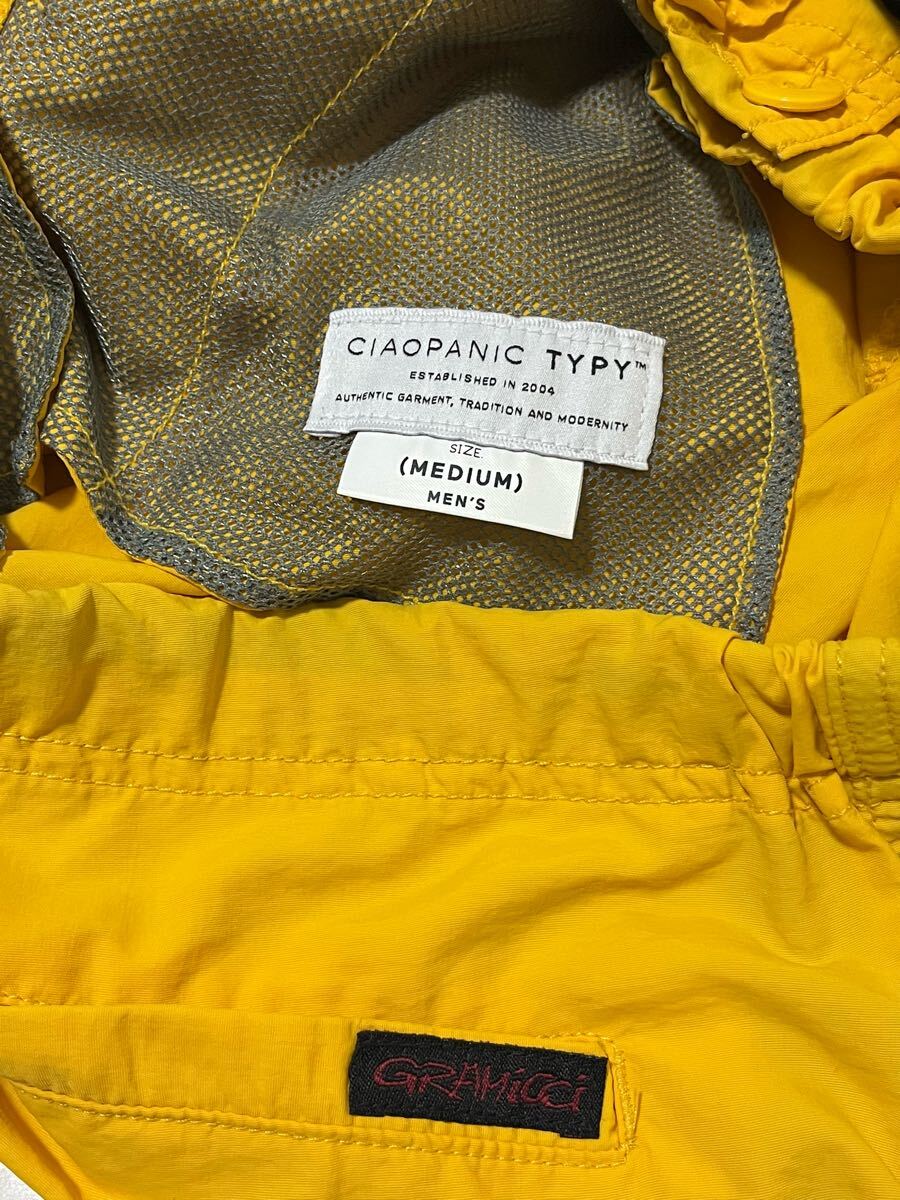 CIAOPANIC TYPY™
ESTABLISHED IN 2004
AUTHENTIC GARMENT, TRADITION AND MODERNITY
SIZE.
(MEDIUM)
MEN'S
GRAMiCCi